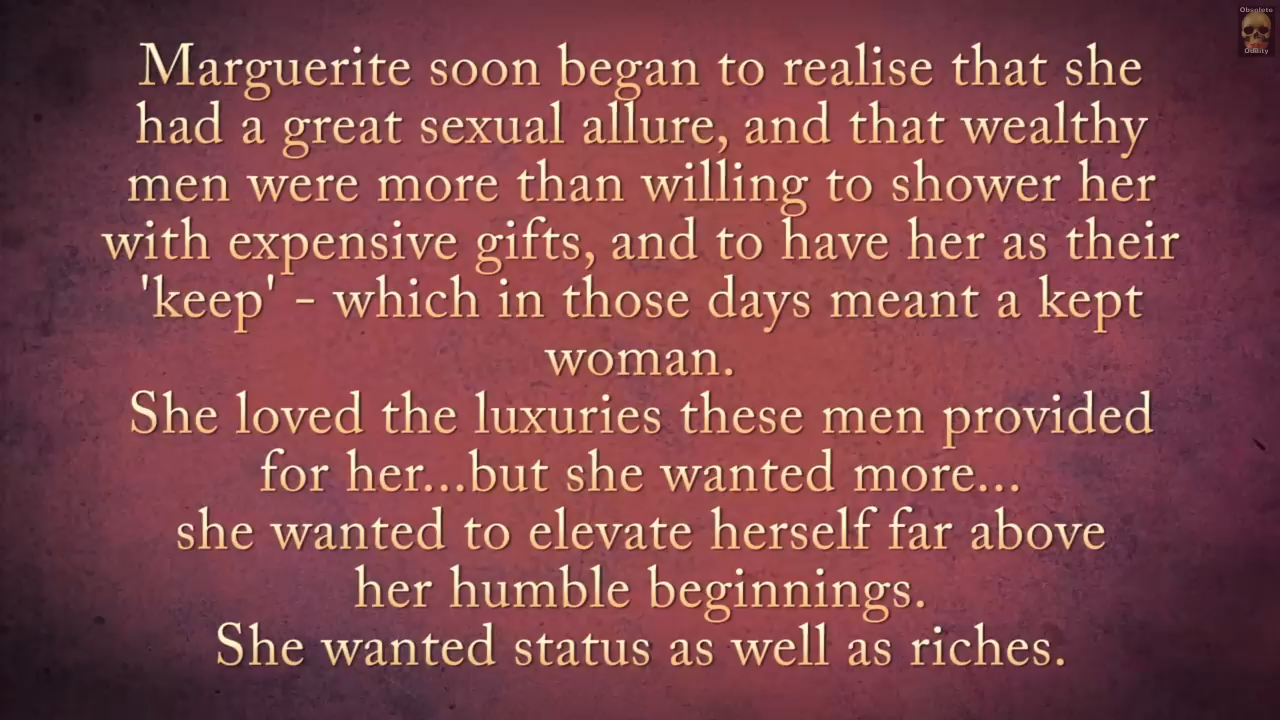 Obsolete
Oddity
Marguerite soon began to realise that she
had a great sexual allure, and that wealthy
men were more than willing to shower her
with expensive gifts, and to have her as their
'keep' - which in those days meant a kept
woman.
She loved the luxuries these men provided
for her...but she wanted more...
she wanted to elevate herself far above
her humble beginnings.
She wanted status as well as riches.